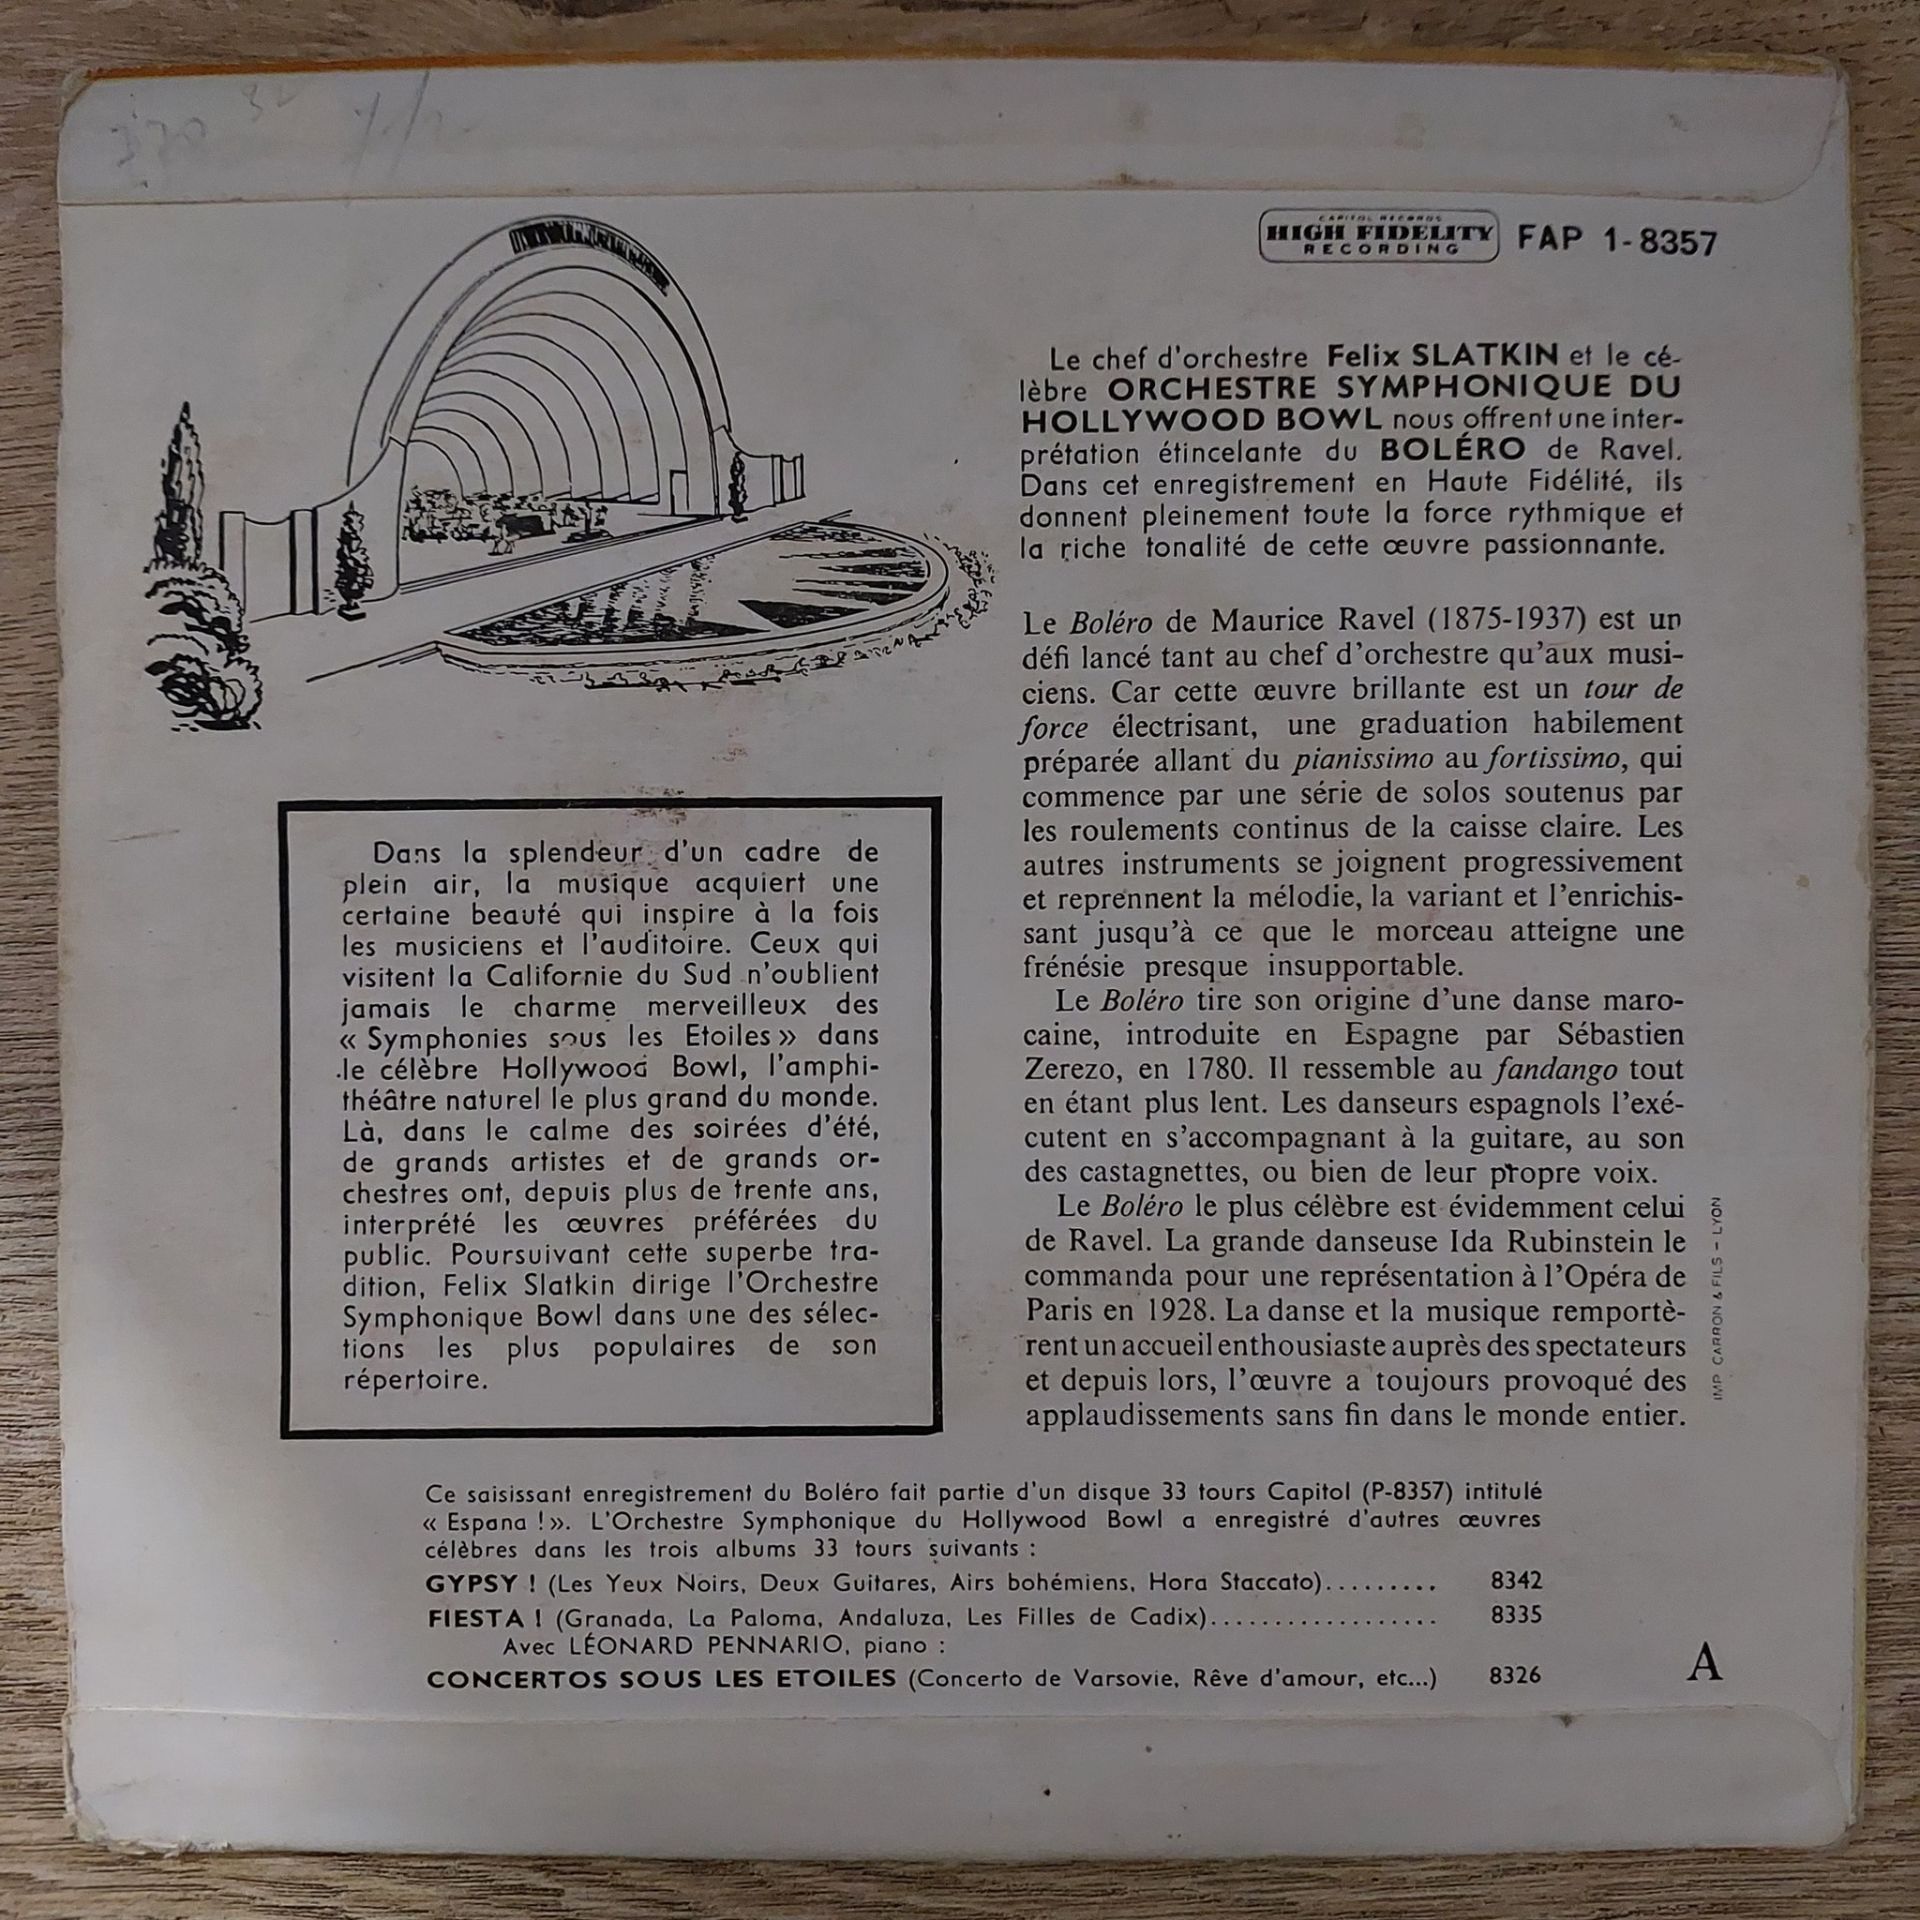 370
CAPITOL RECORDS
HIGH FIDELITY
RECORDING
FAP 1-8357
Le chef d'orchestre Felix SLATKIN et le cé-
lèbre ORCHESTRE SYMPHONIQUE DU
HOLLYWOOD BOWL nous offrent une inter-
prétation étincelante du BOLÉRO de Ravel.
Dans cet enregistrement en Haute Fidélité, ils
donnent pleinement toute la force rythmique et
la riche tonalité de cette œuvre passionnante.
Le Boléro de Maurice Ravel (1875-1937) est un
défi lancé tant au chef d'orchestre qu'aux musi-
ciens. Car cette œuvre brillante est un tour de
force électrisant, une graduation habilement
préparée allant du pianissimo au fortissimo, qui
commence par une série de solos soutenus par
les roulements continus de la caisse claire. Les
autres instruments se joignent progressivement
et reprennent la mélodie, la variant et l'enrichis-
sant jusqu'à ce que le morceau atteigne une
frénésie presque insupportable.
Le Boléro tire son origine d'une danse maro-
caine, introduite en Espagne par Sébastien
Zerezo, en 1780. Il ressemble au fandango tout
en étant plus lent. Les danseurs espagnols l'exé-
cutent en s'accompagnant à la guitare, au son
des castagnettes, ou bien de leur propre voix.
Le Boléro le plus célèbre est évidemment celui
de Ravel. La grande danseuse Ida Rubinstein le
commanda pour une représentation à l'Opéra de
Paris en 1928. La danse et la musique remportè-
rent un accueil enthousiaste auprès des spectateurs
et depuis lors, l'œuvre a toujours provoqué des
applaudissements sans fin dans le monde entier.
Dans la splendeur d'un cadre de
plein air, la musique acquiert une
certaine beauté qui inspire à la fois
les musiciens et l'auditoire. Ceux qui
visitent la Californie du Sud n'oublient
jamais le charme merveilleux des
« Symphonies sous les Etoiles » dans
le célèbre Hollywood Bowl, l'amphi-
théâtre naturel le plus grand du monde.
Là, dans le calme des soirées d'été,
de grands artistes et de grands or-
chestres ont, depuis plus de trente ans,
interprété les œuvres préférées du
public. Poursuivant cette superbe tra-
dition, Felix Slatkin dirige l'Orchestre
Symphonique Bowl dans une des sélec-
tions les plus populaires de son
répertoire.
IMP CARRON & FILS - LYON
Ce saisissant enregistrement du Boléro fait partie d'un disque 33 tours Capitol (P-8357) intitulé
« Espana ! ». L'Orchestre Symphonique du Hollywood Bowl a enregistré d'autres œuvres
célèbres dans les trois albums 33 tours suivants :
GYPSY ! (Les Yeux Noirs, Deux Guitares, Airs bohémiens, Hora Staccato)......... 8342
FIESTA ! (Granada, La Paloma, Andaluza, Les Filles de Cadix).................. 8335
Avec LÉONARD PENNARIO, piano :
CONCERTOS SOUS LES ETOILES (Concerto de Varsovie, Rêve d'amour, etc...) 8326
A